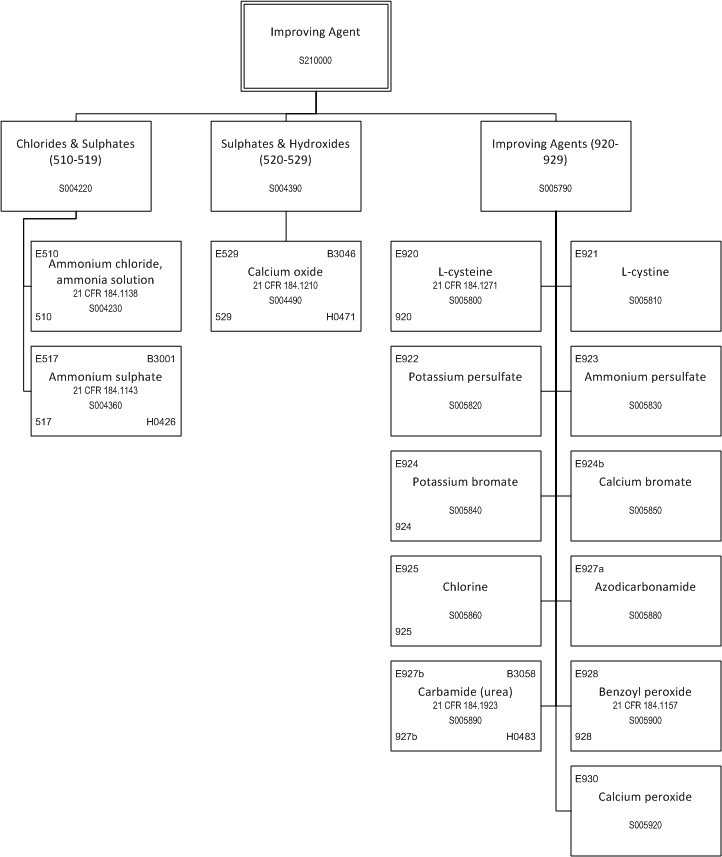 Improving Agent
S210000
Chlorides & Sulphates
(510-519)
S004220
Sulphates & Hydroxides
(520-529)
S004390
Improving Agents (920-
929)
S005790
E510
Ammonium chloride,
ammonia solution
21 CFR 184.1138
S004230
510
E517 B3001
Ammonium sulphate
21 CFR 184.1143
S004360
517 H0426
E529 B3046
Calcium oxide
21 CFR 184.1210
S004490
529 H0471
E920
L-cysteine
21 CFR 184.1271
S005800
920
E921
L-cystine
S005810
E922
Potassium persulfate
S005820
E923
Ammonium persulfate
S005830
E924
Potassium bromate
S005840
924
E924b
Calcium bromate
S005850
E925
Chlorine
S005860
925
E927a
Azodicarbonamide
S005880
E927b B3058
Carbamide (urea)
21 CFR 184.1923
S005890
927b H0483
E928
Benzoyl peroxide
21 CFR 184.1157
S005900
928
E930
Calcium peroxide
S005920